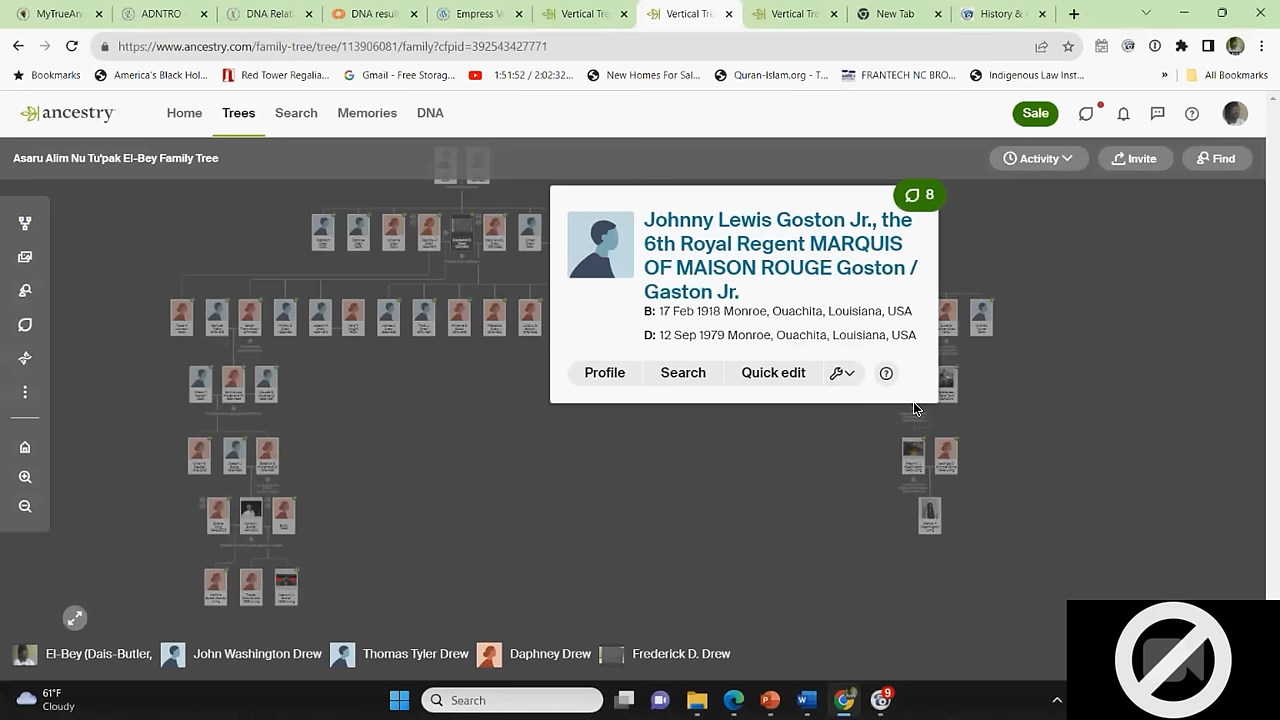 MyTrueAn
ADNTRO -
DNA Relat
DNA result
Empress V
Vertical Tre
Vertical Tre
Vertical Tre
New Tab
History &
https://www.ancestry.com/family-tree/tree/113906081/family?cfpid=392543427771
Bookmarks
America's Black Hol...
Red Tower Regalia...
Gmail - Free Storag...
1:51:52 / 2:02:32...
New Homes For Sal...
Quran-Islam.org - T...
FRANTECH NC BRO...
Indigenous Law Inst...
»
All Bookmarks
ancestry
Home
Trees
Search
Memories
DNA
Sale
Asaru Alim Nu Tu'pak El-Bey Family Tree
Activity
Invite
Find
8
Johnny Lewis Goston Jr., the
6th Royal Regent MARQUIS
OF MAISON ROUGE Goston /
Gaston Jr.
B: 17 Feb 1918 Monroe, Ouachita, Louisiana, USA
D: 12 Sep 1979 Monroe, Ouachita, Louisiana, USA
Profile
Search
Quick edit
El-Bey (Dais-Butler,
John Washington Drew
Thomas Tyler Drew
Daphney Drew
Frederick D. Drew
61°F
Cloudy
Search
9